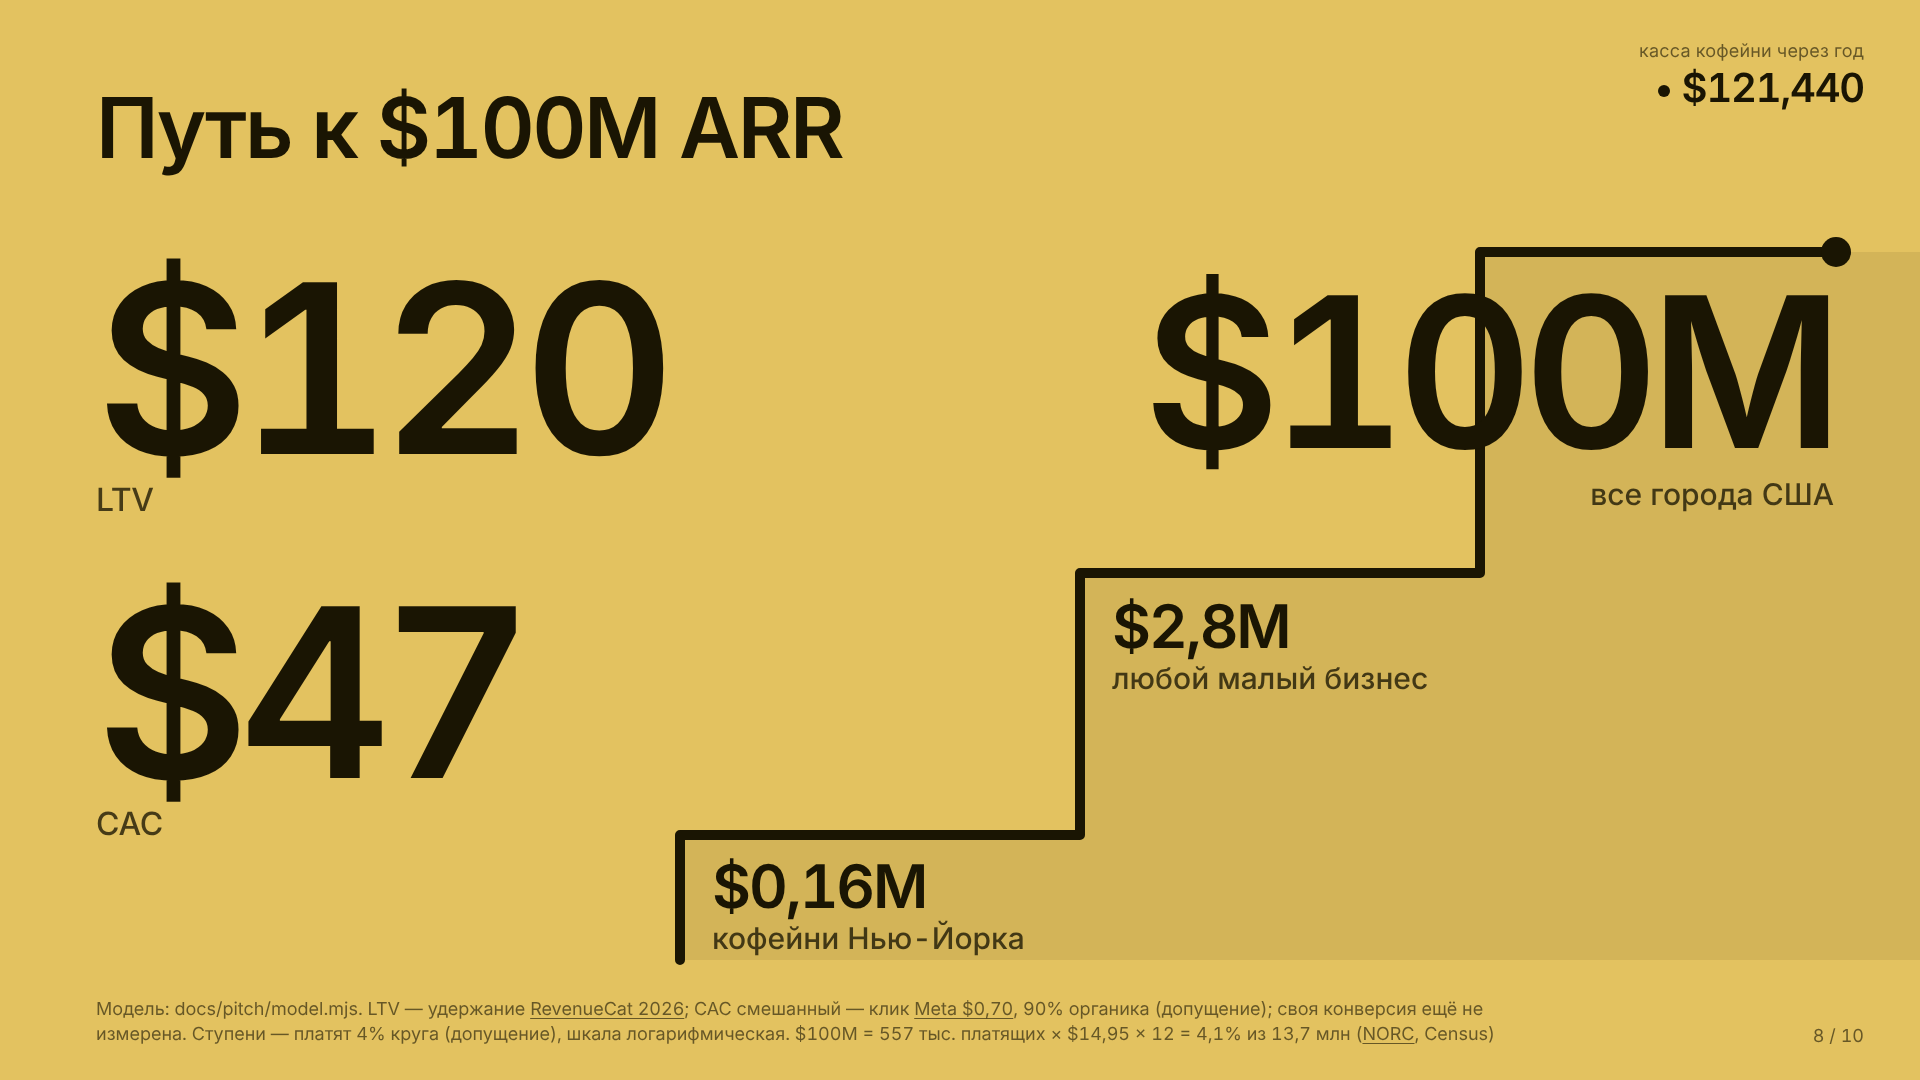 касса кофейни через год
• $121,440
Путь к $100M ARR
$120
LTV
$47
CAC
$100M
все города США
$2,8M
любой малый бизнес
$0,16M
кофейни Нью-Йорка
Модель: docs/pitch/model.mjs. LTV — удержание RevenueCat 2026; CAC смешанный — клик Meta $0,70, 90% органика (допущение); своя конверсия ещё не
измерена. Ступени — платят 4% круга (допущение), шкала логарифмическая. $100M = 557 тыс. платящих × $14,95 × 12 = 4,1% из 13,7 млн (NORC, Census)
8 / 10